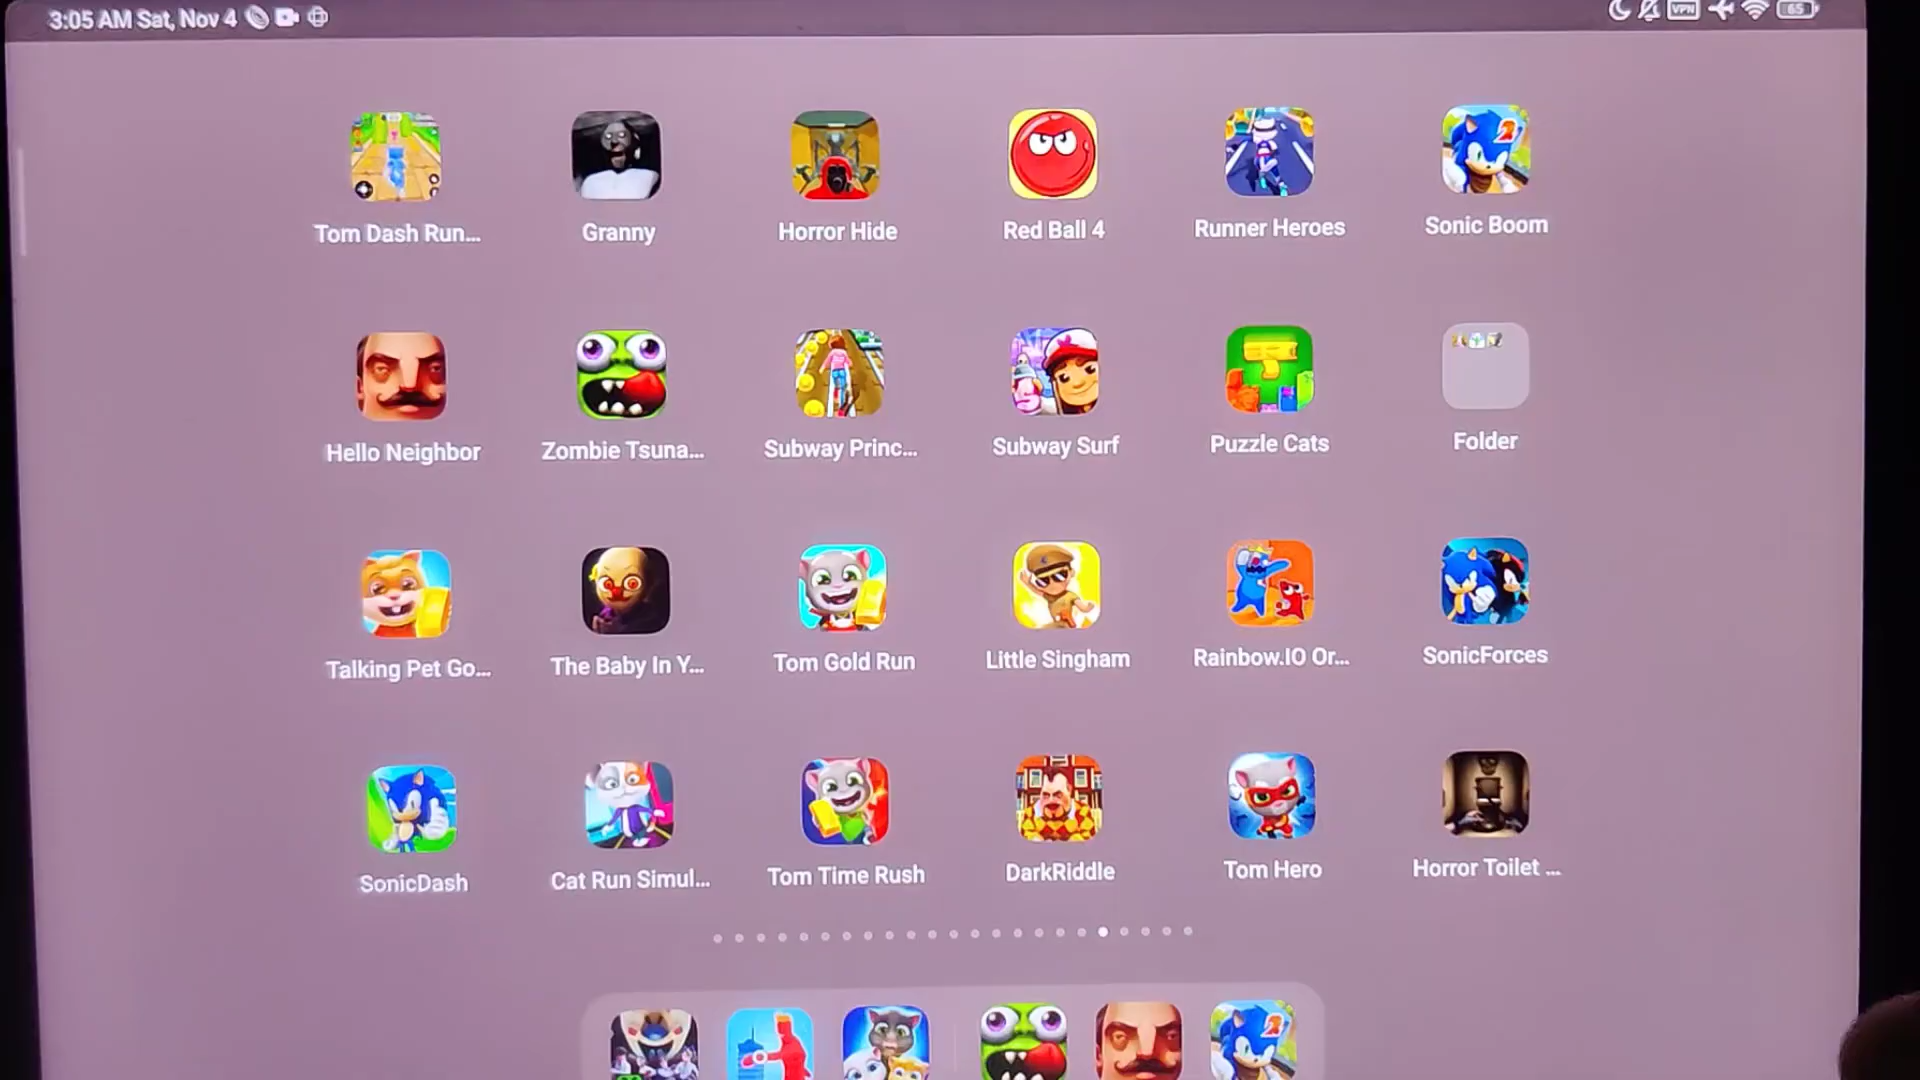 3:05 AM Sat, Nov 4
VPN
65
Tom Dash Run...
Granny
Horror Hide
Red Ball 4
Runner Heroes
Sonic Boom
Hello Neighbor
Zombie Tsuna...
Subway Princ...
Subway Surf
Puzzle Cats
Folder
Talking Pet Go...
The Baby In Y...
Tom Gold Run
Little Singham
Rainbow.IO Or...
SonicForces
SonicDash
Cat Run Simul...
Tom Time Rush
DarkRiddle
Tom Hero
Horror Toilet ...